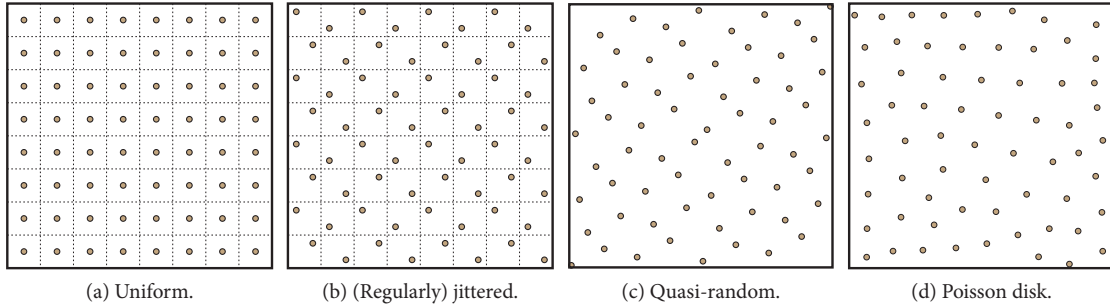 (a) Uniform.
(b) (Regularly) jittered.
(c) Quasi-random.
(d) Poisson disk.